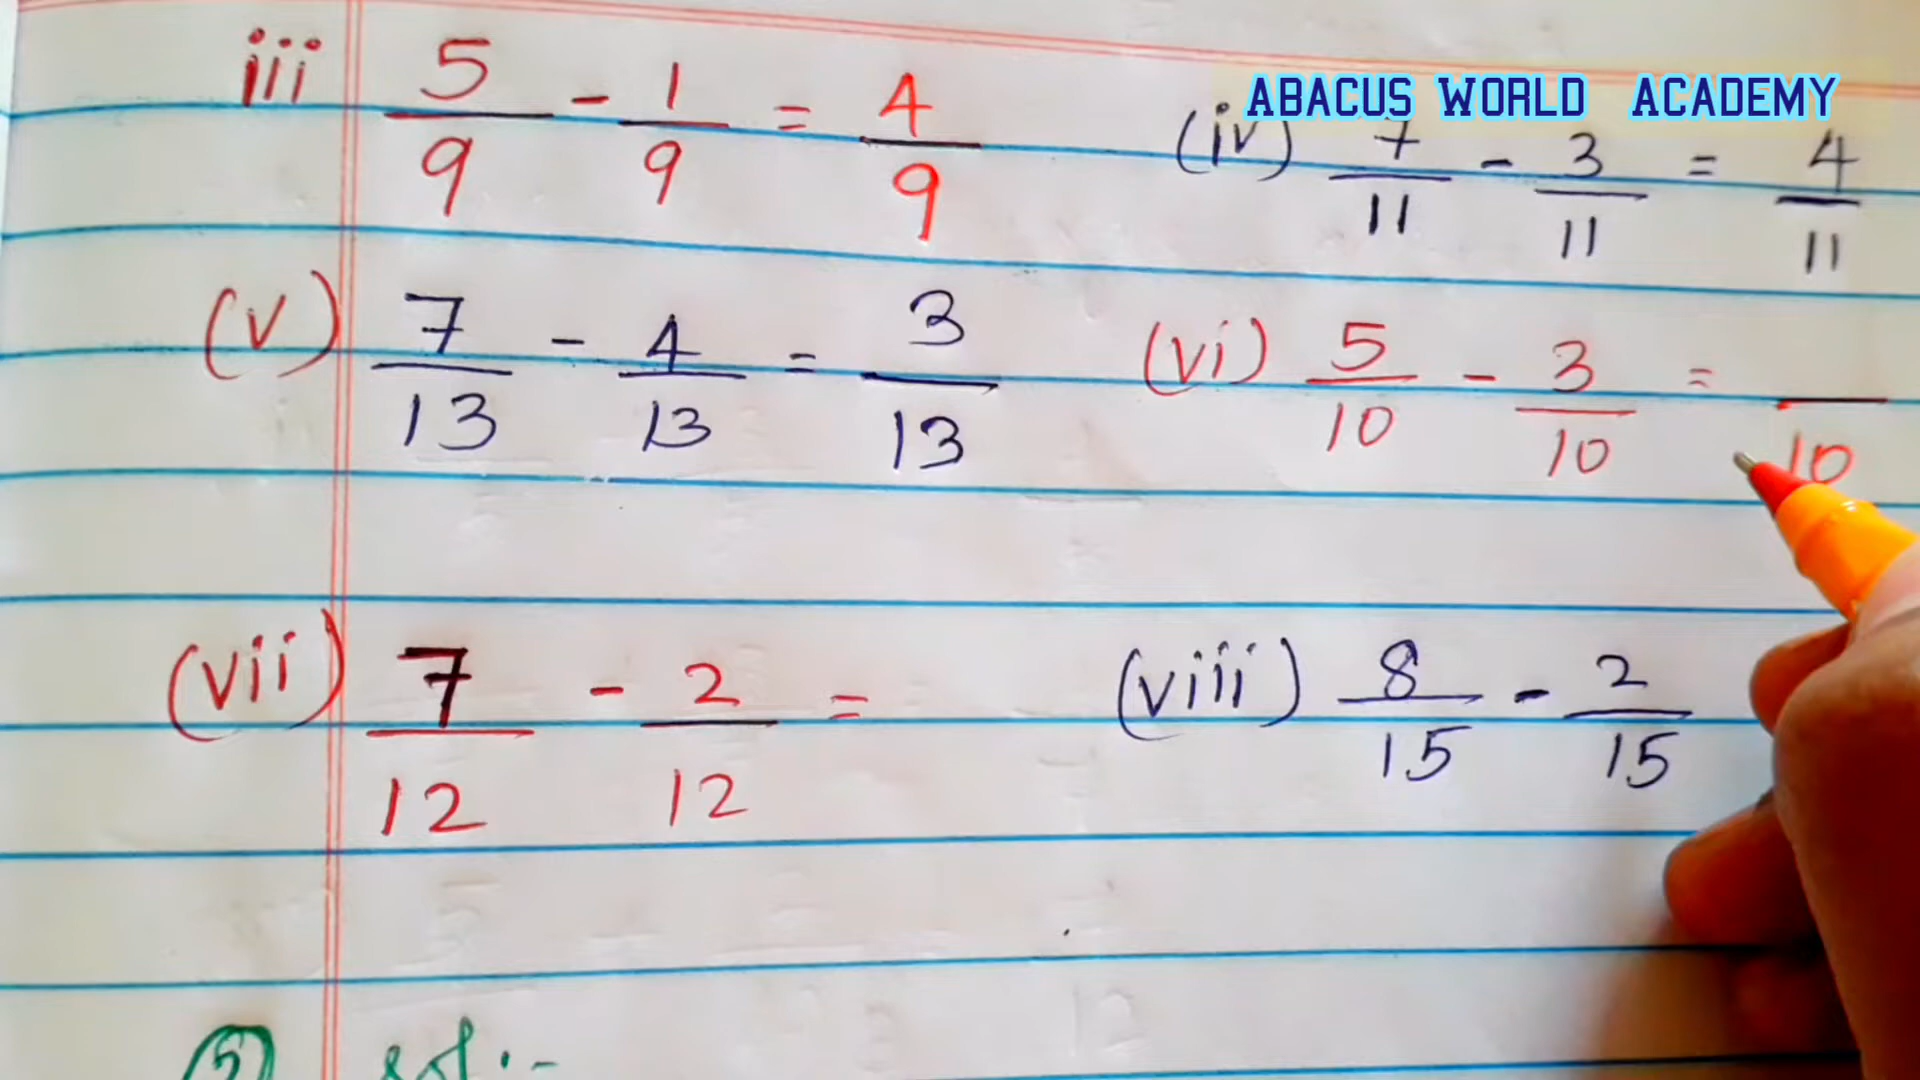 ABACUS WORLD ACADEMY
iii 5/9 - 1/9 = 4/9
(iv) 7/11 - 3/11 = 4/11
(v) 7/13 - 4/13 = 3/13
(vi) 5/10 - 3/10 = /10
(vii) 7/12 - 2/12 =
(viii) 8/15 - 2/15
(5) sol:-